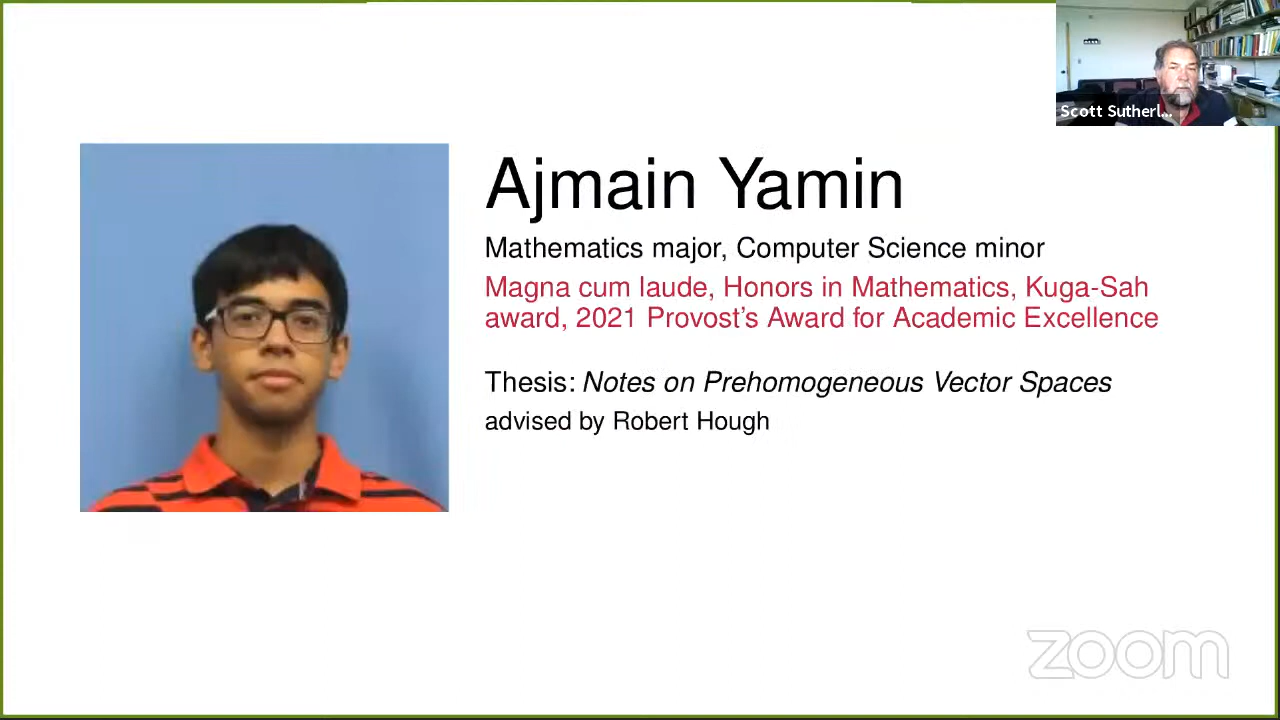 Scott Sutherl...
Ajmain Yamin
Mathematics major, Computer Science minor
Magna cum laude, Honors in Mathematics, Kuga-Sah
award, 2021 Provost’s Award for Academic Excellence
Thesis: Notes on Prehomogeneous Vector Spaces
advised by Robert Hough
zoom